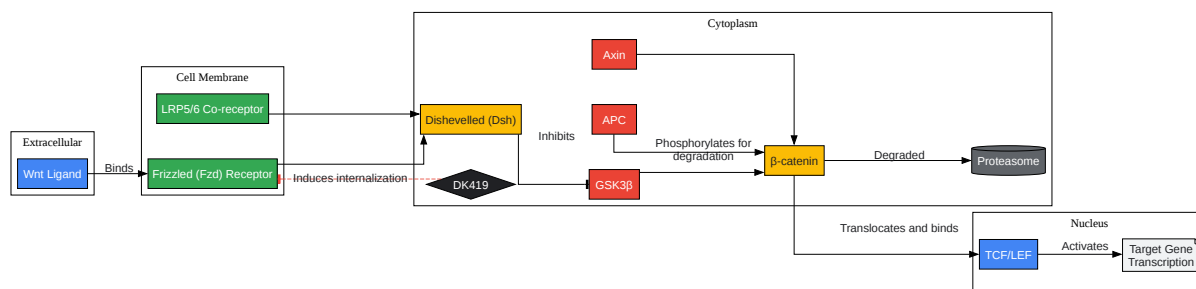 Cytoplasm
Axin
Cell Membrane
LRP5/6 Co-receptor
Dishevelled (Dsh)
APC
Inhibits
Phosphorylates for
degradation
Extracellular
Wnt Ligand
Binds
Frizzled (Fzd) Receptor
Induces internalization
DK419
GSK3β
β-catenin
Degraded
Proteasome
Translocates and binds
Nucleus
TCF/LEF
Activates
Target Gene
Transcription